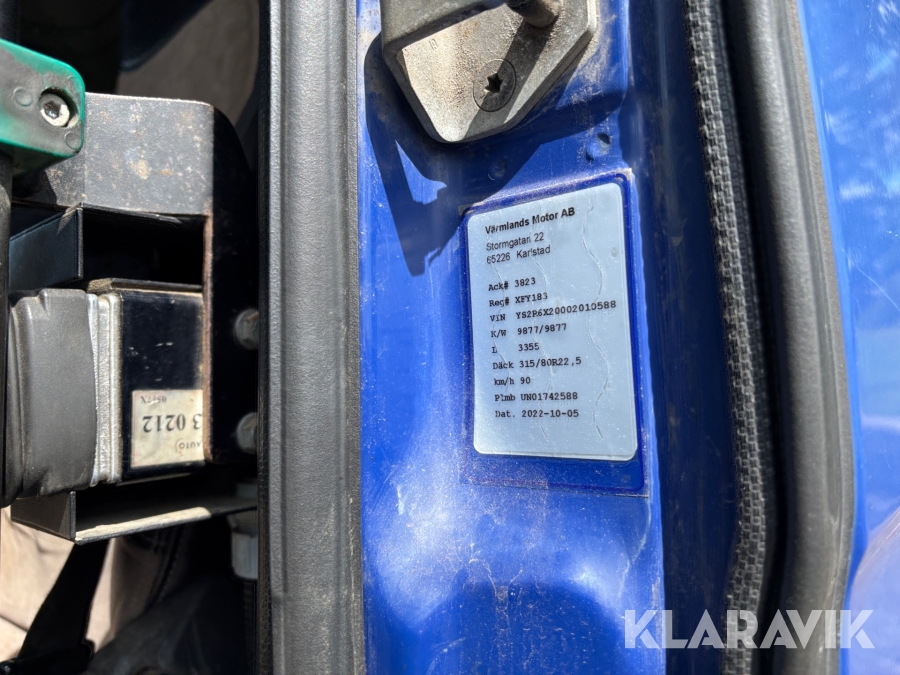 Värmlands Motor AB
Stormgatan 22
65226 Karlstad
Ack# 3823
Reg# XFY183
VIN YS2R6X20002010588
K/W 9877/9877
L 3355
Däck 315/80R22,5
km/h 90
Plmb UN01742588
Dat. 2022-10-05
AUTO
3 0212
KLARAVIK